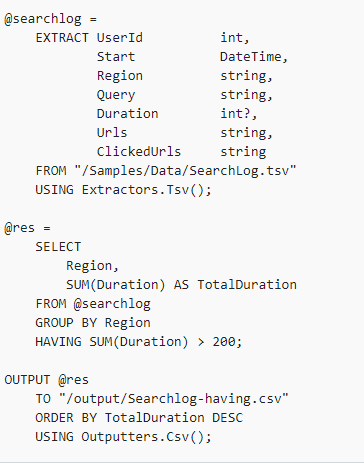 @searchlog =
    EXTRACT UserId          int,
            Start           DateTime,
            Region          string,
            Query           string,
            Duration        int?,
            Urls            string,
            ClickedUrls     string
    FROM "/Samples/Data/SearchLog.tsv"
    USING Extractors.Tsv();

@res =
    SELECT
        Region,
        SUM(Duration) AS TotalDuration
    FROM @searchlog
    GROUP BY Region
    HAVING SUM(Duration) > 200;

OUTPUT @res
    TO "/output/Searchlog-having.csv"
    ORDER BY TotalDuration DESC
    USING Outputters.Csv();